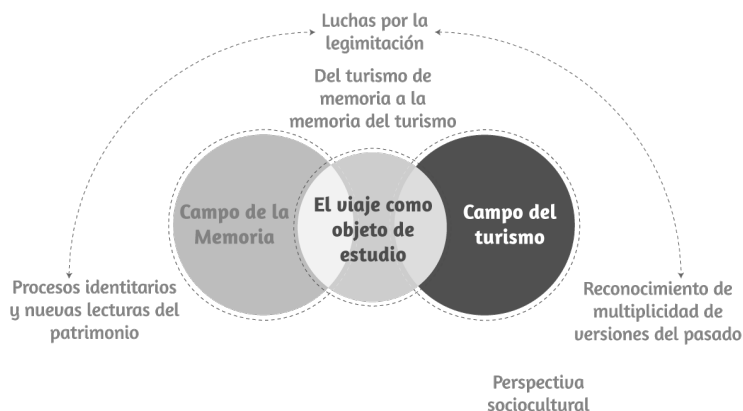 Luchas por la
legimitación
Del turismo de
memoria a la
memoria del turismo
Campo de la
Memoria
El viaje como
objeto de
estudio
Campo del
turismo
Procesos identitarios
y nuevas lecturas del
patrimonio
Reconocimiento de
multiplicidad de
versiones del pasado
Perspectiva
sociocultural